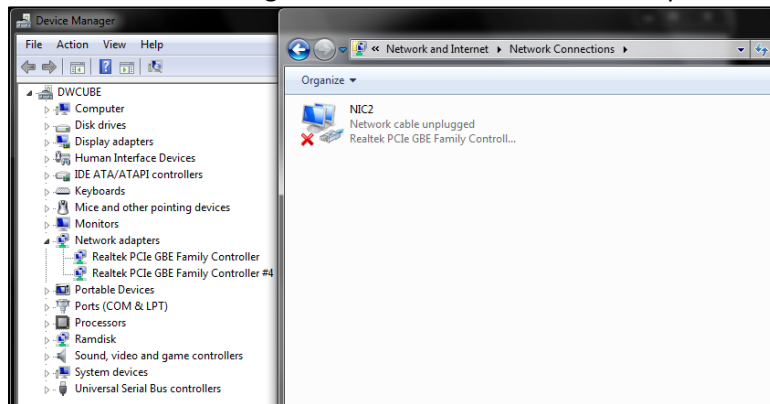 Device Manager
File Action View Help
DWCUBE
Computer
Disk drives
Display adapters
Human Interface Devices
IDE ATA/ATAPI controllers
Keyboards
Mice and other pointing devices
Monitors
Network adapters
Realtek PCIe GBE Family Controller
Realtek PCIe GBE Family Controller #4
Portable Devices
Ports (COM & LPT)
Processors
Ramdisk
Sound, video and game controllers
System devices
Universal Serial Bus controllers
« Network and Internet Network Connections
Organize
NIC2
Network cable unplugged
Realtek PCIe GBE Family Controll...